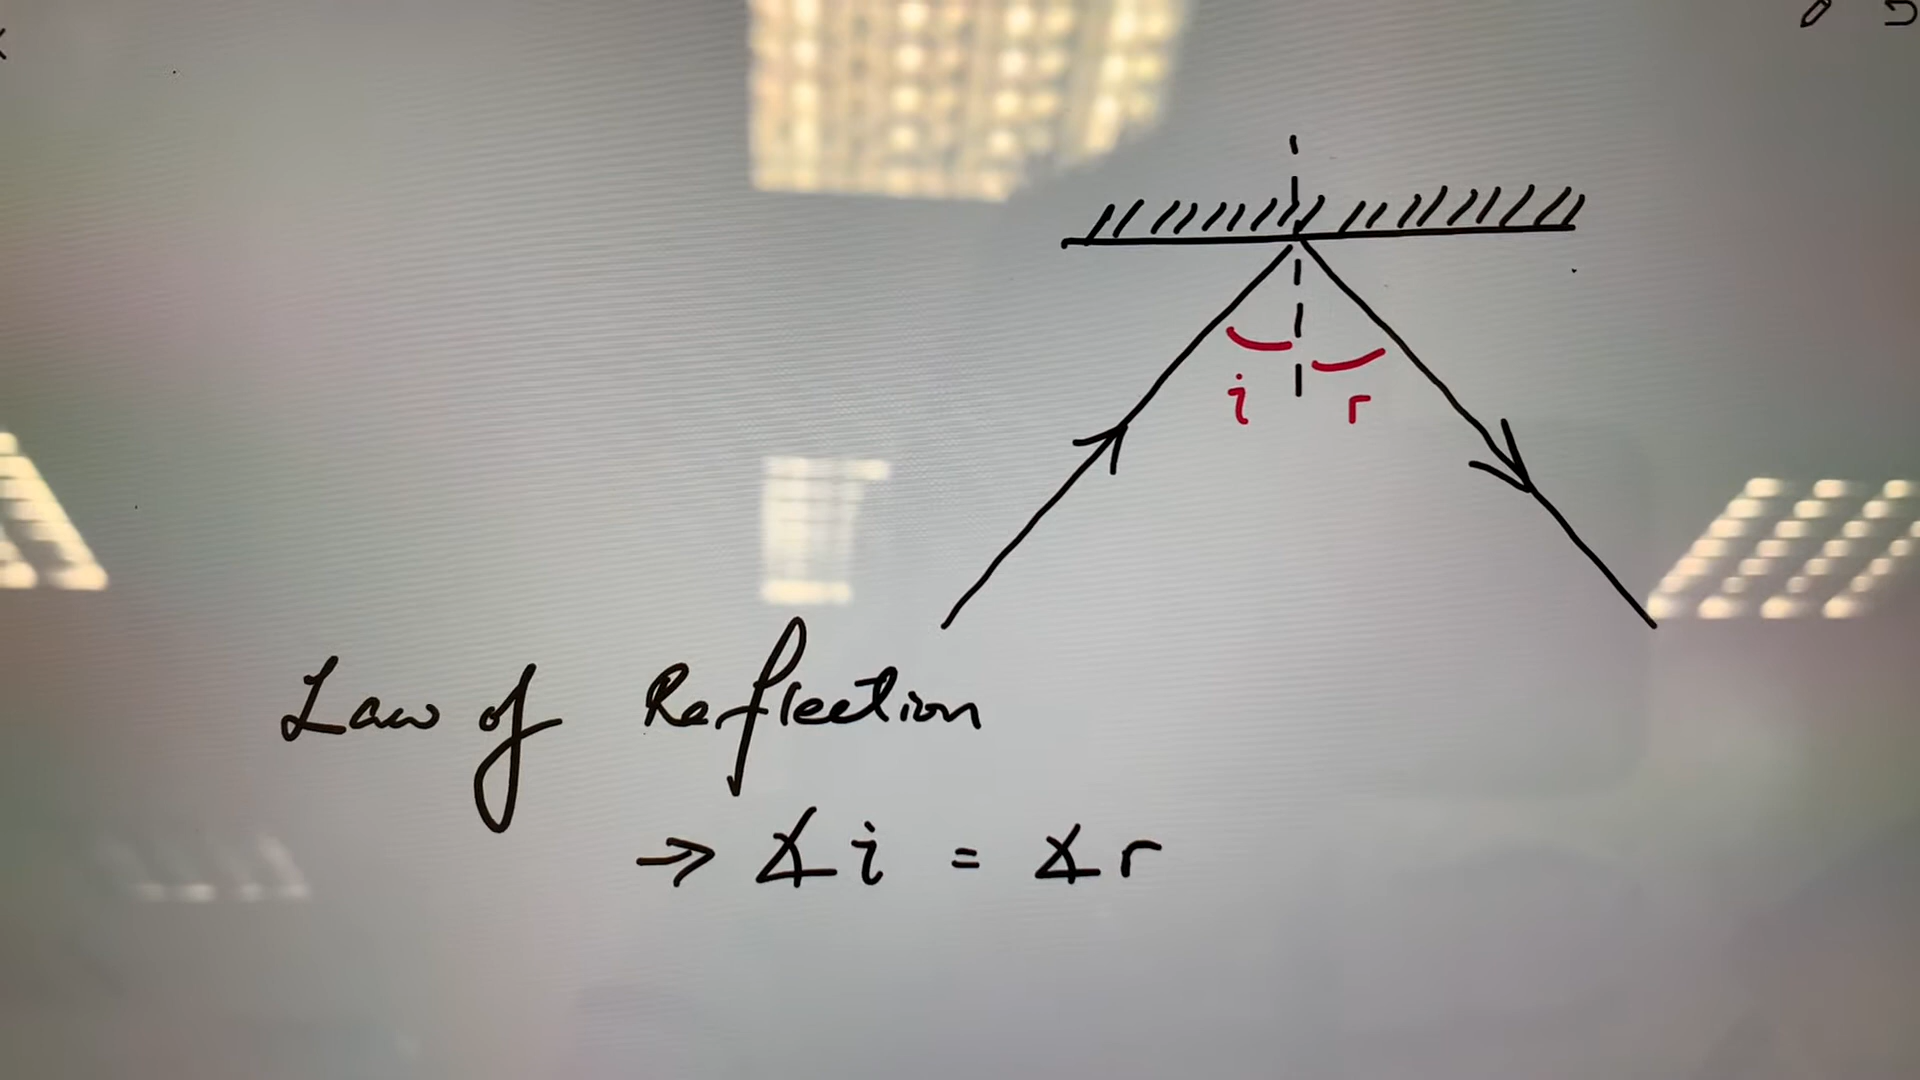 i r
Law of Reflection
→ ∡i = ∡r